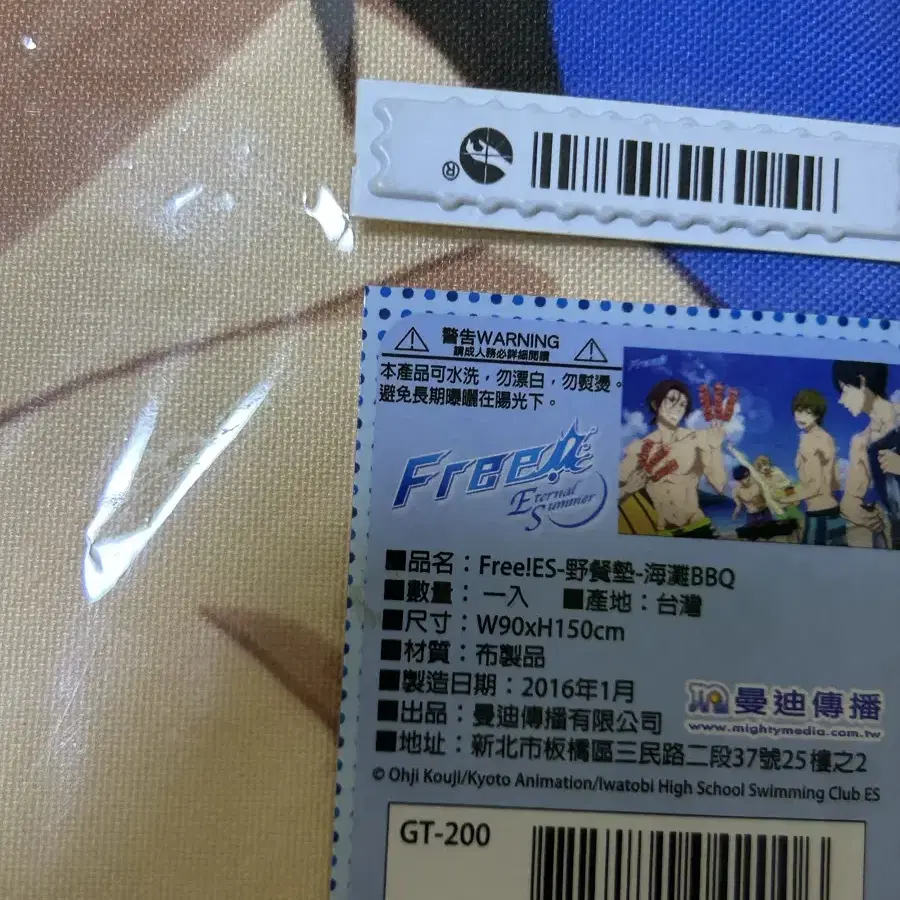 ®
警告WARNING
請成人務必詳細閱讀
本產品可水洗，勿漂白，勿熨燙。
避免長期曝曬在陽光下。
Free!
Free!
Eternal
Summer
■品名：Free!ES-野餐墊-海灘BBQ
■數量：一入 ■產地：台灣
■尺寸：W90xH150cm
■材質：布製品
■製造日期：2016年1月
曼迪傳播
www.mightymedia.com.tw
■出品：曼迪傳播有限公司
■地址：新北市板橋區三民路二段37號25樓之2
© Ohji Kouji/Kyoto Animation/Iwatobi High School Swimming Club ES
GT-200